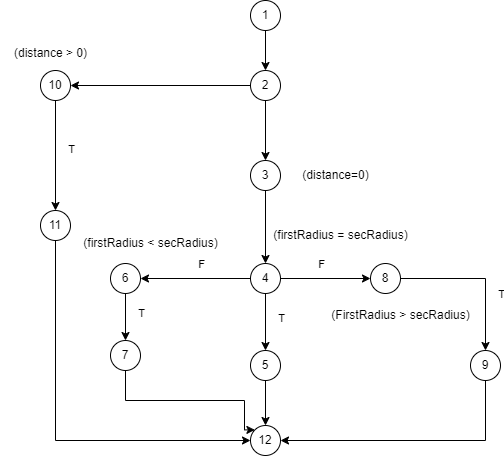 1
(distance > 0)
10
2
T
3
(distance=0)
11
(firstRadius = secRadius)
(firstRadius < secRadius)
F
F
6
4
8
T
T
T
(FirstRadius > secRadius)
7
5
9
12